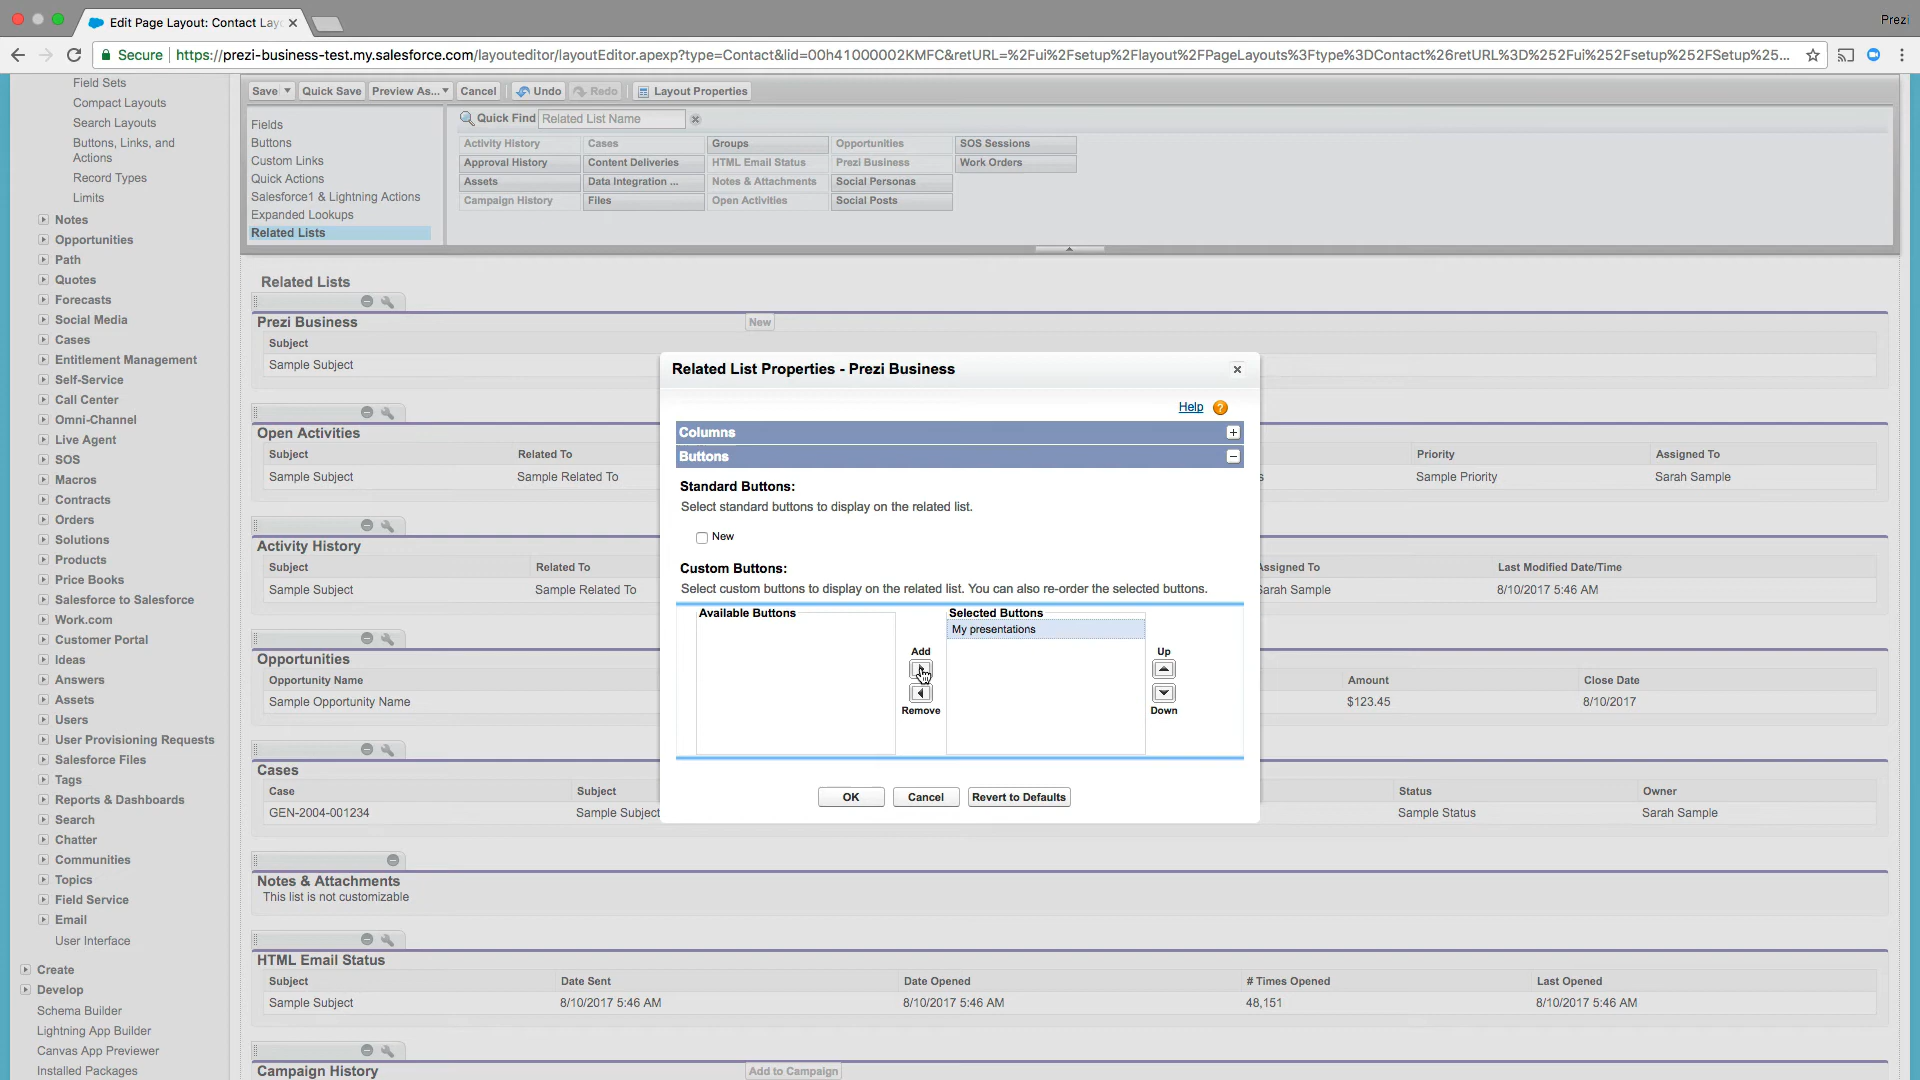 Edit Page Layout: Contact Lay
Prezi
Secure
https://prezi-business-test.my.salesforce.com/layouteditor/layoutEditor.apexp?type=Contact&lid=00h41000002KMFC&retURL=%2Fui%2Fsetup%2Flayout%2FPageLayouts%3Ftype%3DContact%26retURL%3D%252Fui%252Fsetup%252FSetup%25...
Field Sets
Compact Layouts
Search Layouts
Buttons, Links, and
Actions
Record Types
Limits
Notes
Opportunities
Path
Quotes
Forecasts
Social Media
Cases
Entitlement Management
Self-Service
Call Center
Omni-Channel
Live Agent
SOS
Macros
Contracts
Orders
Solutions
Products
Price Books
Salesforce to Salesforce
Work.com
Customer Portal
Ideas
Answers
Assets
Users
User Provisioning Requests
Salesforce Files
Tags
Reports & Dashboards
Search
Chatter
Communities
Topics
Field Service
Email
User Interface
Create
Develop
Schema Builder
Lightning App Builder
Canvas App Previewer
Installed Packages
Save Quick Save Preview As... Cancel Undo Redo Layout Properties
Fields
Buttons
Custom Links
Quick Actions
Salesforce1 & Lightning Actions
Expanded Lookups
Related Lists
Quick Find Related List Name
Activity History Cases Groups Opportunities SOS Sessions
Approval History Content Deliveries HTML Email Status Prezi Business Work Orders
Assets Data Integration ... Notes & Attachments Social Personas
Campaign History Files Open Activities Social Posts
Related Lists
Prezi Business New
Subject
Sample Subject
Open Activities
Subject Related To Priority Assigned To
Sample Subject Sample Related To s Sample Priority Sarah Sample
Activity History
Subject Related To Assigned To Last Modified Date/Time
Sample Subject Sample Related To Sarah Sample 8/10/2017 5:46 AM
Opportunities
Opportunity Name Amount Close Date
Sample Opportunity Name $123.45 8/10/2017
Cases
Case Subject Status Owner
GEN-2004-001234 Sample Subject Sample Status Sarah Sample
Notes & Attachments
This list is not customizable
HTML Email Status
Subject Date Sent Date Opened # Times Opened Last Opened
Sample Subject 8/10/2017 5:46 AM 8/10/2017 5:46 AM 48,151 8/10/2017 5:46 AM
Campaign History Add to Campaign
Related List Properties - Prezi Business
Help ?
Columns
Buttons
Standard Buttons:
Select standard buttons to display on the related list.
New
Custom Buttons:
Select custom buttons to display on the related list. You can also re-order the selected buttons.
Available Buttons Selected Buttons
My presentations
Add Up
Remove Down
OK Cancel Revert to Defaults